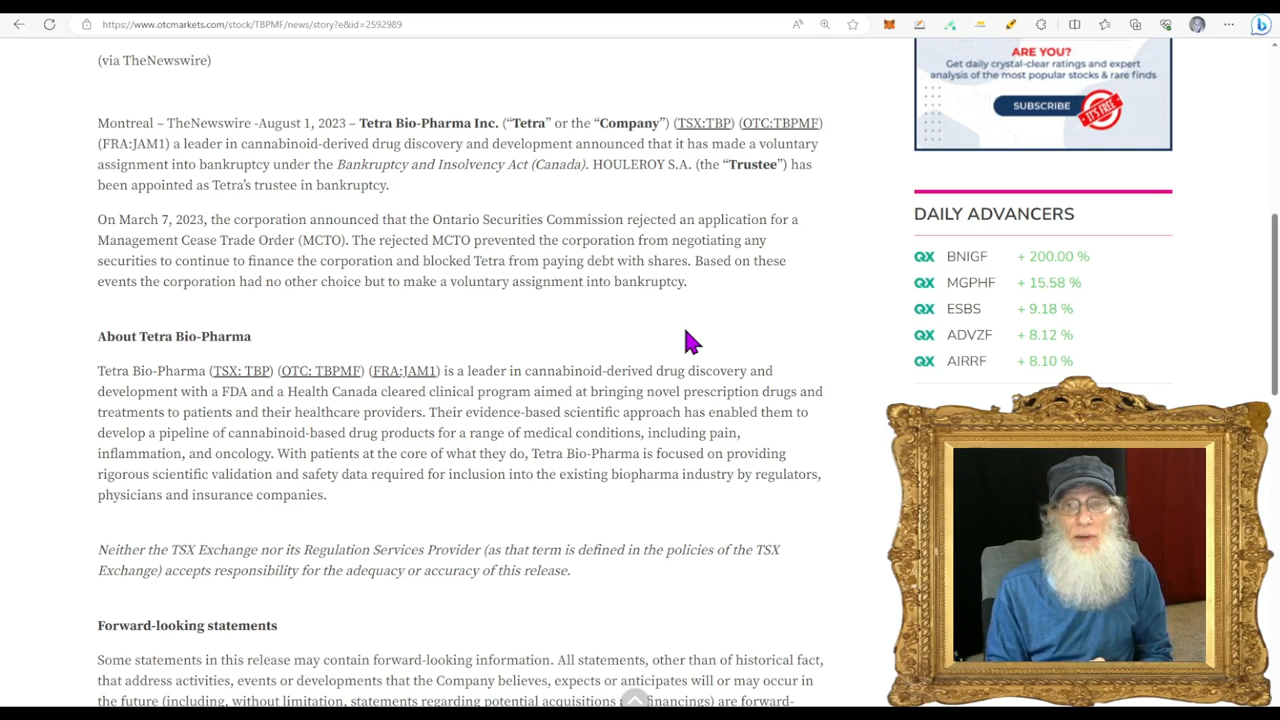 https://www.otcmarkets.com/stock/TBPMF/news/story?e&id=2592989
(via TheNewswire)
Montreal – TheNewswire -August 1, 2023 – Tetra Bio-Pharma Inc. (“Tetra” or the “Company”) (TSX:TBP) (OTC:TBPMF)
(FRA:JAM1) a leader in cannabinoid-derived drug discovery and development announced that it has made a voluntary
assignment into bankruptcy under the Bankruptcy and Insolvency Act (Canada). HOULEROY S.A. (the “Trustee”) has
been appointed as Tetra’s trustee in bankruptcy.
On March 7, 2023, the corporation announced that the Ontario Securities Commission rejected an application for a
Management Cease Trade Order (MCTO). The rejected MCTO prevented the corporation from negotiating any
securities to continue to finance the corporation and blocked Tetra from paying debt with shares. Based on these
events the corporation had no other choice but to make a voluntary assignment into bankruptcy.
About Tetra Bio-Pharma
Tetra Bio-Pharma (TSX: TBP) (OTC: TBPMF) (FRA:JAM1) is a leader in cannabinoid-derived drug discovery and
development with a FDA and a Health Canada cleared clinical program aimed at bringing novel prescription drugs and
treatments to patients and their healthcare providers. Their evidence-based scientific approach has enabled them to
develop a pipeline of cannabinoid-based drug products for a range of medical conditions, including pain,
inflammation, and oncology. With patients at the core of what they do, Tetra Bio-Pharma is focused on providing
rigorous scientific validation and safety data required for inclusion into the existing biopharma industry by regulators,
physicians and insurance companies.
Neither the TSX Exchange nor its Regulation Services Provider (as that term is defined in the policies of the TSX
Exchange) accepts responsibility for the adequacy or accuracy of this release.
Forward-looking statements
Some statements in this release may contain forward-looking information. All statements, other than of historical fact,
that address activities, events or developments that the Company believes, expects or anticipates will or may occur in
the future (including, without limitation, statements regarding potential acquisitions financings) are forward-
ARE YOU?
Get daily crystal-clear ratings and expert
analysis of the most popular stocks & rare finds
SUBSCRIBE
IT'S FREE
DAILY ADVANCERS
QX BNIGF + 200.00 %
QX MGPHF + 15.58 %
QX ESBS + 9.18 %
QX ADVZF + 8.12 %
QX AIRRF + 8.10 %